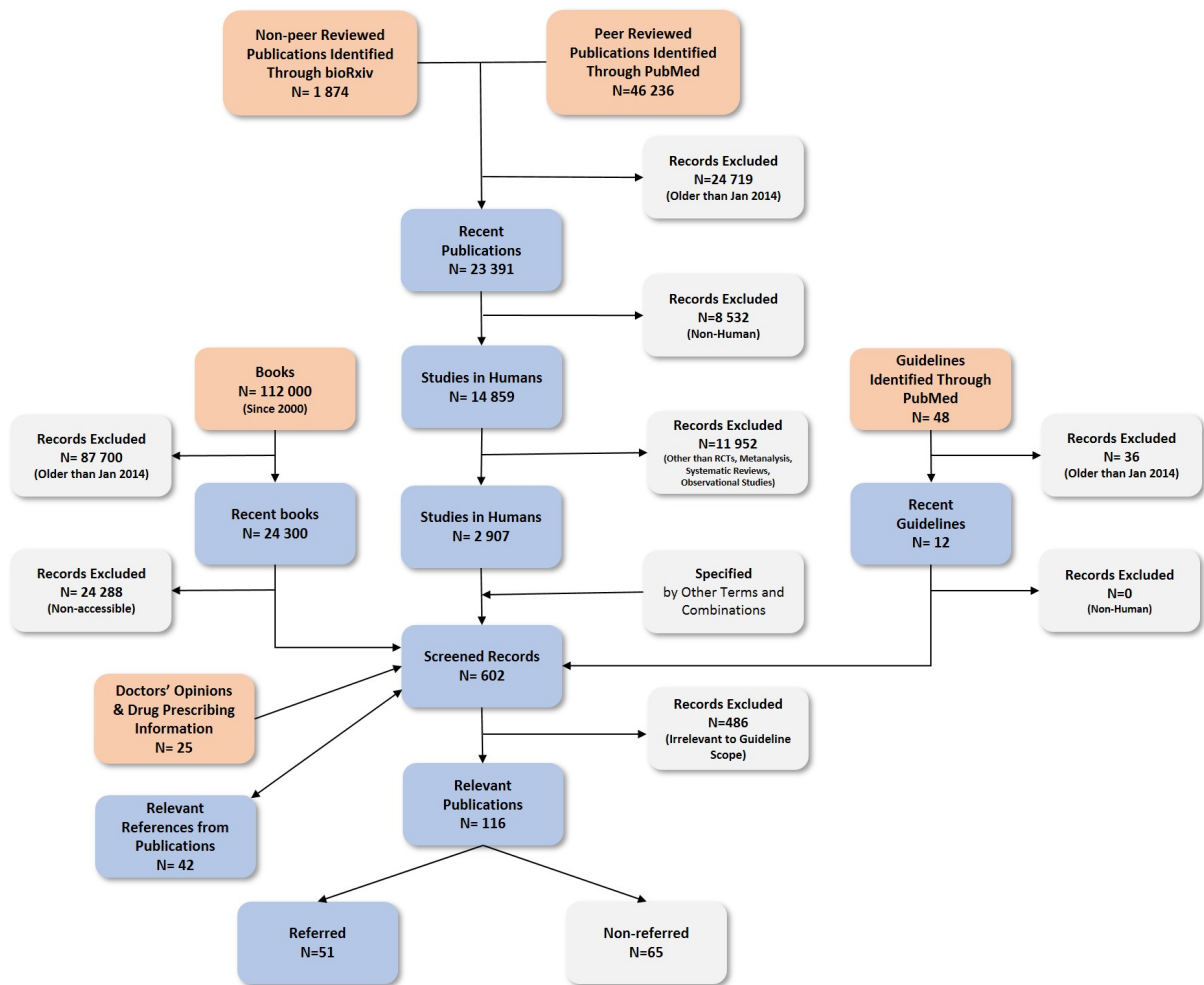 Non-peer Reviewed
Publications Identified
Through bioRxiv
N= 1 874
Peer Reviewed
Publications Identified
Through PubMed
N=46 236
Records Excluded
N=24 719
(Older than Jan 2014)
Recent
Publications
N= 23 391
Records Excluded
N=8 532
(Non-Human)
Books
N= 112 000
(Since 2000)
Studies in Humans
N= 14 859
Guidelines
Identified Through
PubMed
N= 48
Records Excluded
N= 87 700
(Older than Jan 2014)
Records Excluded
N=11 952
(Other than RCTs, Metanalysis,
Systematic Reviews,
Observational Studies)
Records Excluded
N= 36
(Older than Jan 2014)
Recent books
N= 24 300
Studies in Humans
N= 2 907
Recent
Guidelines
N= 12
Records Excluded
N= 24 288
(Non-accessible)
Specified
by Other Terms and
Combinations
Records Excluded
N=0
(Non-Human)
Screened Records
N= 602
Doctors’ Opinions
& Drug Prescribing
Information
N= 25
Records Excluded
N=486
(Irrelevant to Guideline
Scope)
Relevant
References from
Publications
N= 42
Relevant
Publications
N= 116
Referred
N=51
Non-referred
N=65